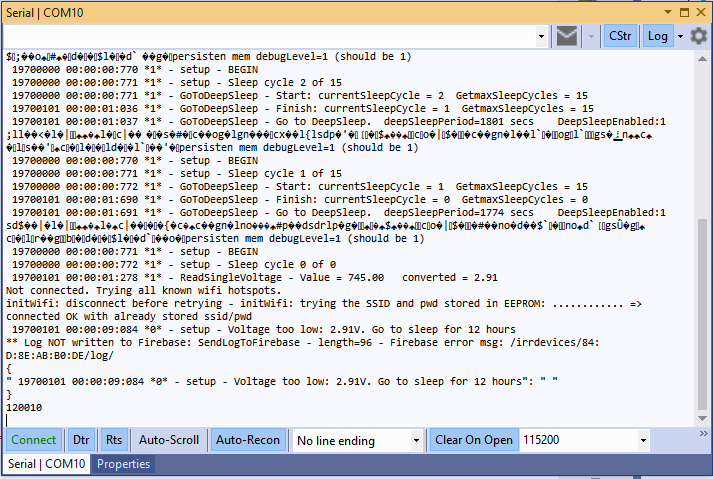 Serial | COM10
CStr
Log
persisten mem debugLevel=1 (should be 1)
19700000 00:00:00:770 *1* - setup - BEGIN
19700000 00:00:00:771 *1* - setup - Sleep cycle 2 of 15
19700000 00:00:00:771 *1* - GoToDeepSleep - Start: currentSleepCycle = 2 GetmaxSleepCycles = 15
19700101 00:00:01:036 *1* - GoToDeepSleep - Finish: currentSleepCycle = 1 GetmaxSleepCycles = 15
19700101 00:00:01:037 *1* - GoToDeepSleep - Go to DeepSleep. deepSleepPeriod=1801 secs DeepSleepEnabled:1
persisten mem debugLevel=1 (should be 1)
19700000 00:00:00:770 *1* - setup - BEGIN
19700000 00:00:00:771 *1* - setup - Sleep cycle 1 of 15
19700000 00:00:00:772 *1* - GoToDeepSleep - Start: currentSleepCycle = 1 GetmaxSleepCycles = 15
19700101 00:00:01:690 *1* - GoToDeepSleep - Finish: currentSleepCycle = 0 GetmaxSleepCycles = 0
19700101 00:00:01:691 *1* - GoToDeepSleep - Go to DeepSleep. deepSleepPeriod=1774 secs DeepSleepEnabled:1
persisten mem debugLevel=1 (should be 1)
19700000 00:00:00:771 *1* - setup - BEGIN
19700000 00:00:00:772 *1* - setup - Sleep cycle 0 of 0
19700101 00:00:01:278 *1* - ReadSingleVoltage - Value = 745.00 converted = 2.91
Not connected. Trying all known wifi hotspots.
initWifi: disconnect before retrying - initWifi: trying the SSID and pwd stored in EEPROM: ............ =>
connected OK with already stored ssid/pwd
19700101 00:00:09:084 *0* - setup - Voltage too low: 2.91V. Go to sleep for 12 hours
** Log NOT written to Firebase: SendLogToFirebase - length=96 - Firebase error msg: /irrdevices/84:
D:8E:AB:B0:DE/log/
{
" 19700101 00:00:09:084 *0* - setup - Voltage too low: 2.91V. Go to sleep for 12 hours": " "
}
120010
Connect
Dtr
Rts
Auto-Scroll
Auto-Recon
No line ending
Clear On Open
115200
Serial | COM10
Properties